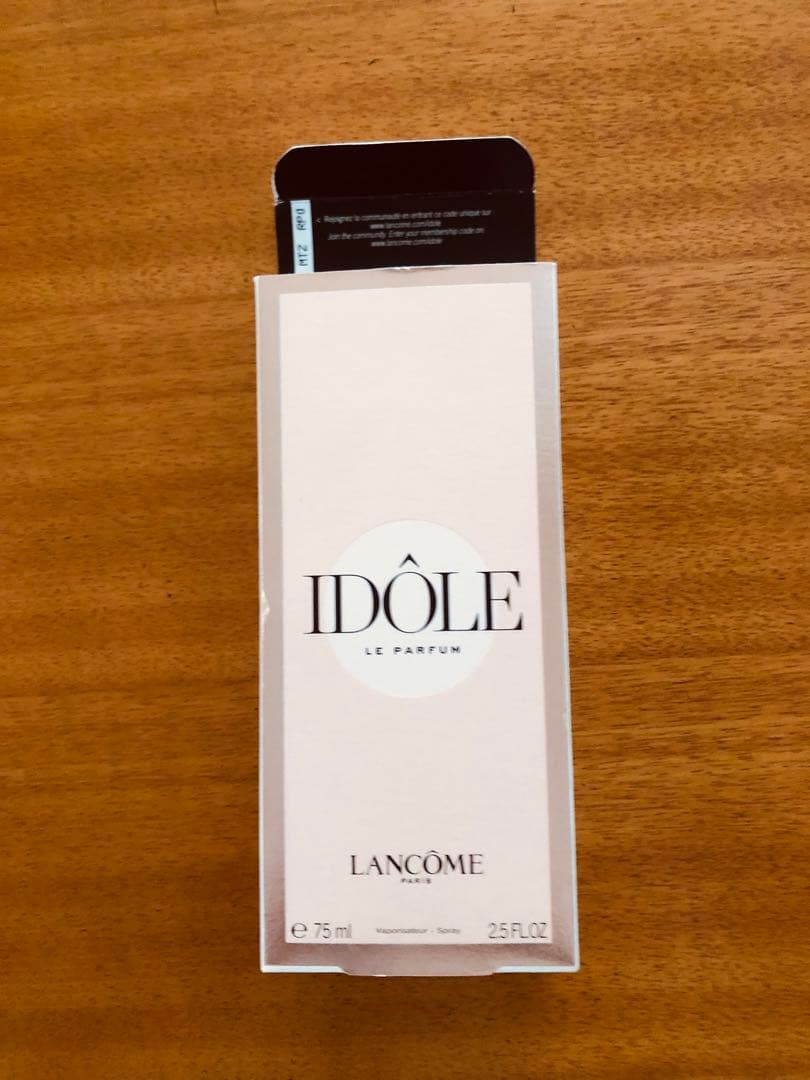 < Rejoignez la communauté en entrant ce code unique sur
www.lancome.com/idole
Join the community. Enter your membership code on
www.lancome.com/idole
MTZ RPd
IDÔLE
LE PARFUM
LANCÔME
PARIS
℮ 75 ml Vaporisateur - Spray 2.5 FL.OZ